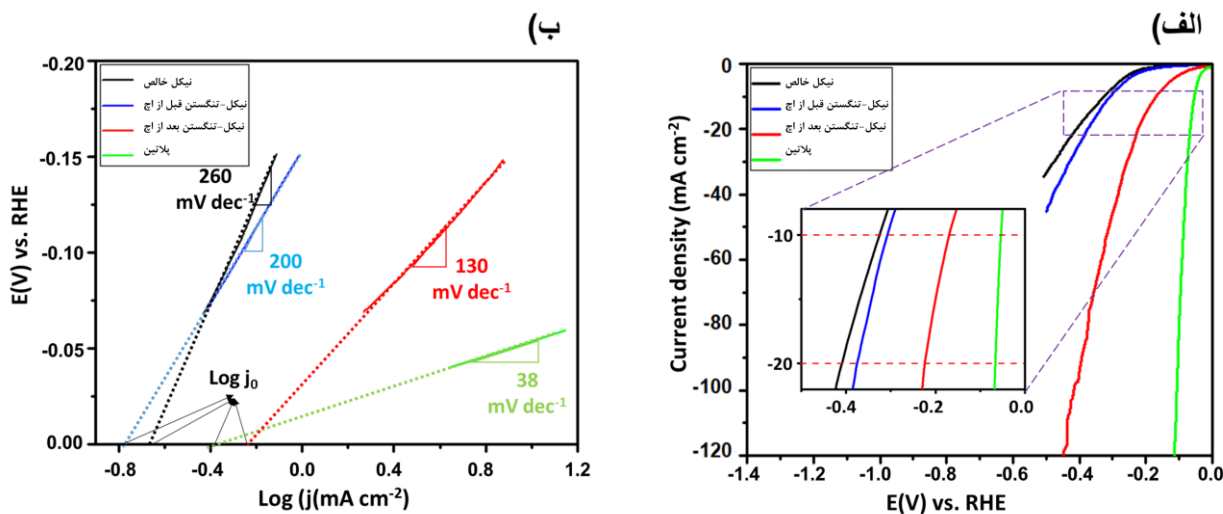 الف)
نیکل خالص
نیکل-تنگستن قبل از اچ
نیکل-تنگستن بعد از اچ
پلاتین
0
-20
-40
-60
-80
-100
-120
Current density (mA cm⁻²)
-10
-20
-0.4
-0.2
0.0
-1.4
-1.2
-1.0
-0.8
-0.6
-0.4
-0.2
0.0
E(V) vs. RHE
ب)
نیکل خالص
نیکل-تنگستن قبل از اچ
نیکل-تنگستن بعد از اچ
پلاتین
-0.20
-0.15
-0.10
-0.05
0.00
E(V) vs. RHE
260
mV dec⁻¹
200
mV dec⁻¹
130
mV dec⁻¹
38
mV dec⁻¹
Log j₀
-0.8
-0.4
0.0
0.4
0.8
1.2
Log (j(mA cm⁻²)